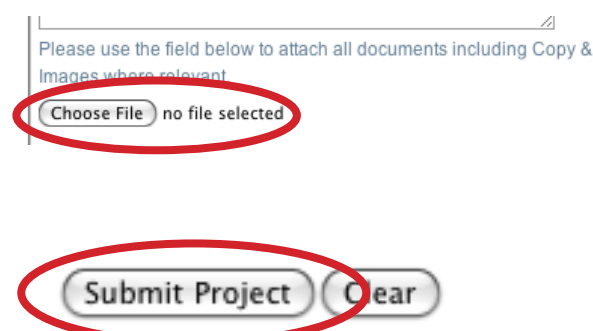 Please use the field below to attach all documents including Copy &
Images where relevant
Choose File no file selected
Submit Project Clear